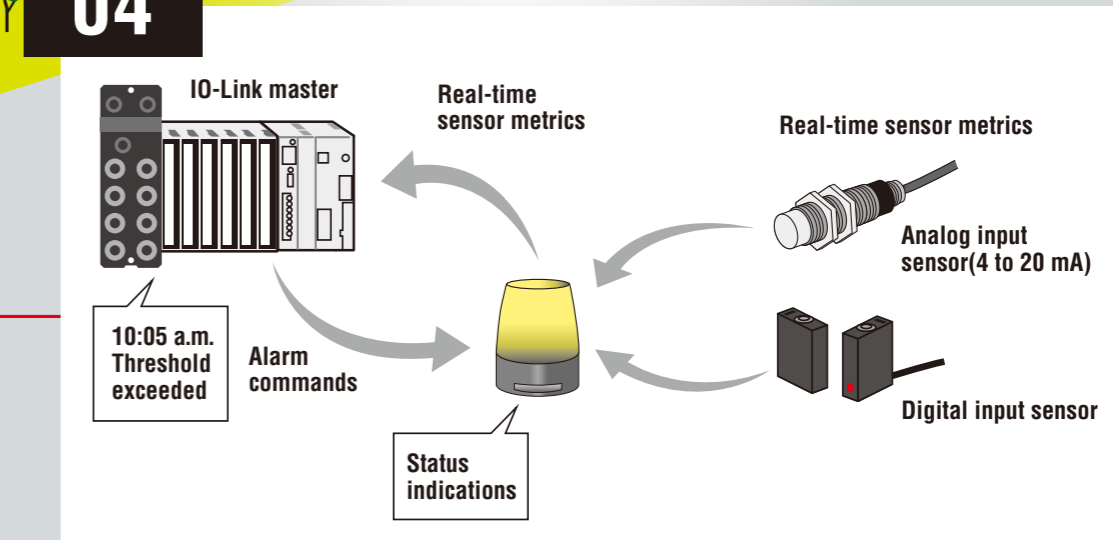 Y
04
IO-Link master
Real-time
sensor metrics
Real-time sensor metrics
Analog input
sensor(4 to 20 mA)
10:05 a.m.
Threshold
exceeded
Alarm
commands
Digital input sensor
Status
indications